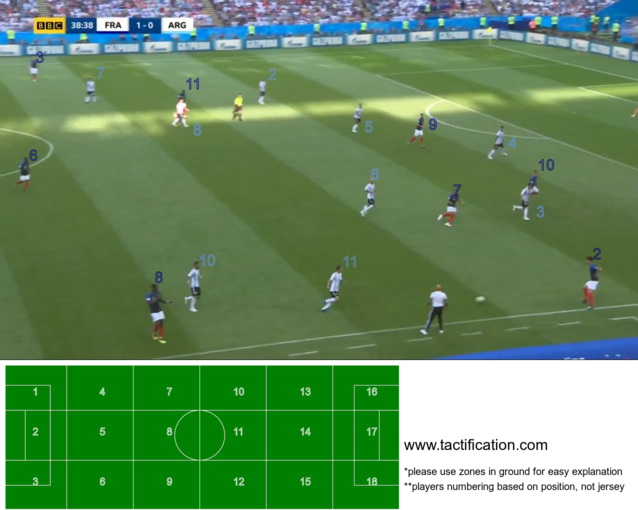 BBC 38:38 FRA 1 - 0 ARG
3
7
11
2
8
5
9
4
6
10
6
7
3
2
10
11
8
1 4 7 10 13 16
2 5 8 11 14 17
3 6 9 12 15 18
www.tactification.com
*please use zones in ground for easy explanation
**players numbering based on position, not jersey